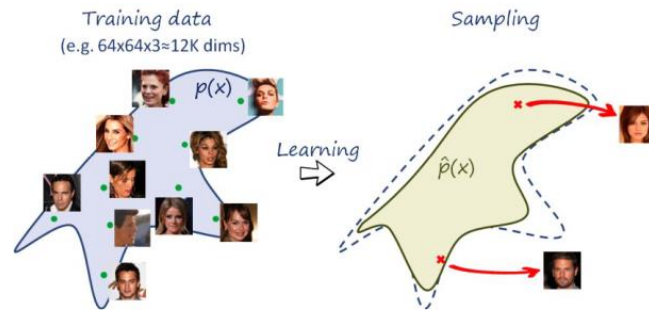 Training data
(e.g. 64x64x3≈12K dims)
p(x)
Learning
Sampling
p̂(x)